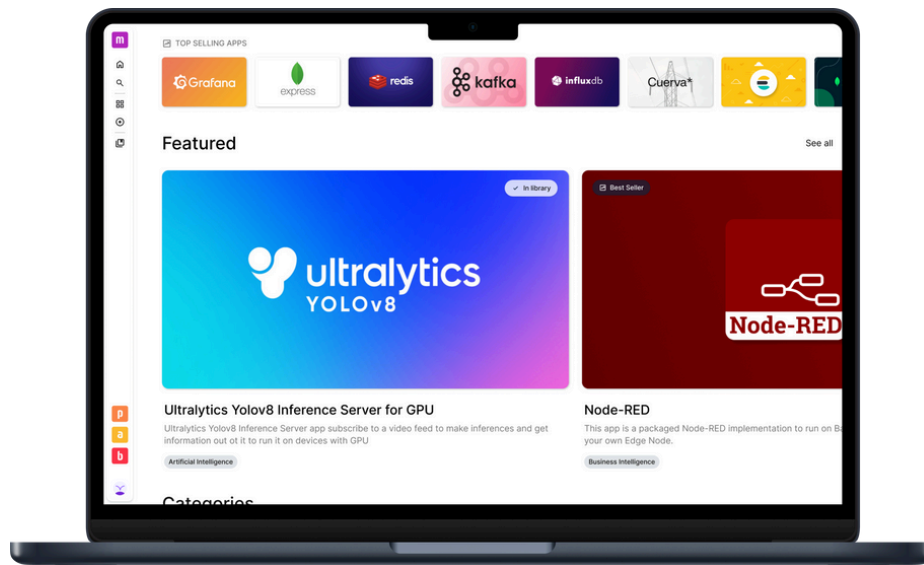 m
TOP SELLING APPS
Grafana
express
redis
kafka
influxdb
Cuerva*
Featured
See all
In library
Best Seller
ultralytics
YOLOv8
Node-RED
Ultralytics Yolov8 Inference Server for GPU
Ultralytics Yolov8 Inference Server app subscribe to a video feed to make inferences and get
information out ot it to run it on devices with GPU
Artificial Intelligence
Node-RED
This app is a packaged Node-RED implementation to run on
your own Edge Node.
Business Intelligence
p
a
b
Categories